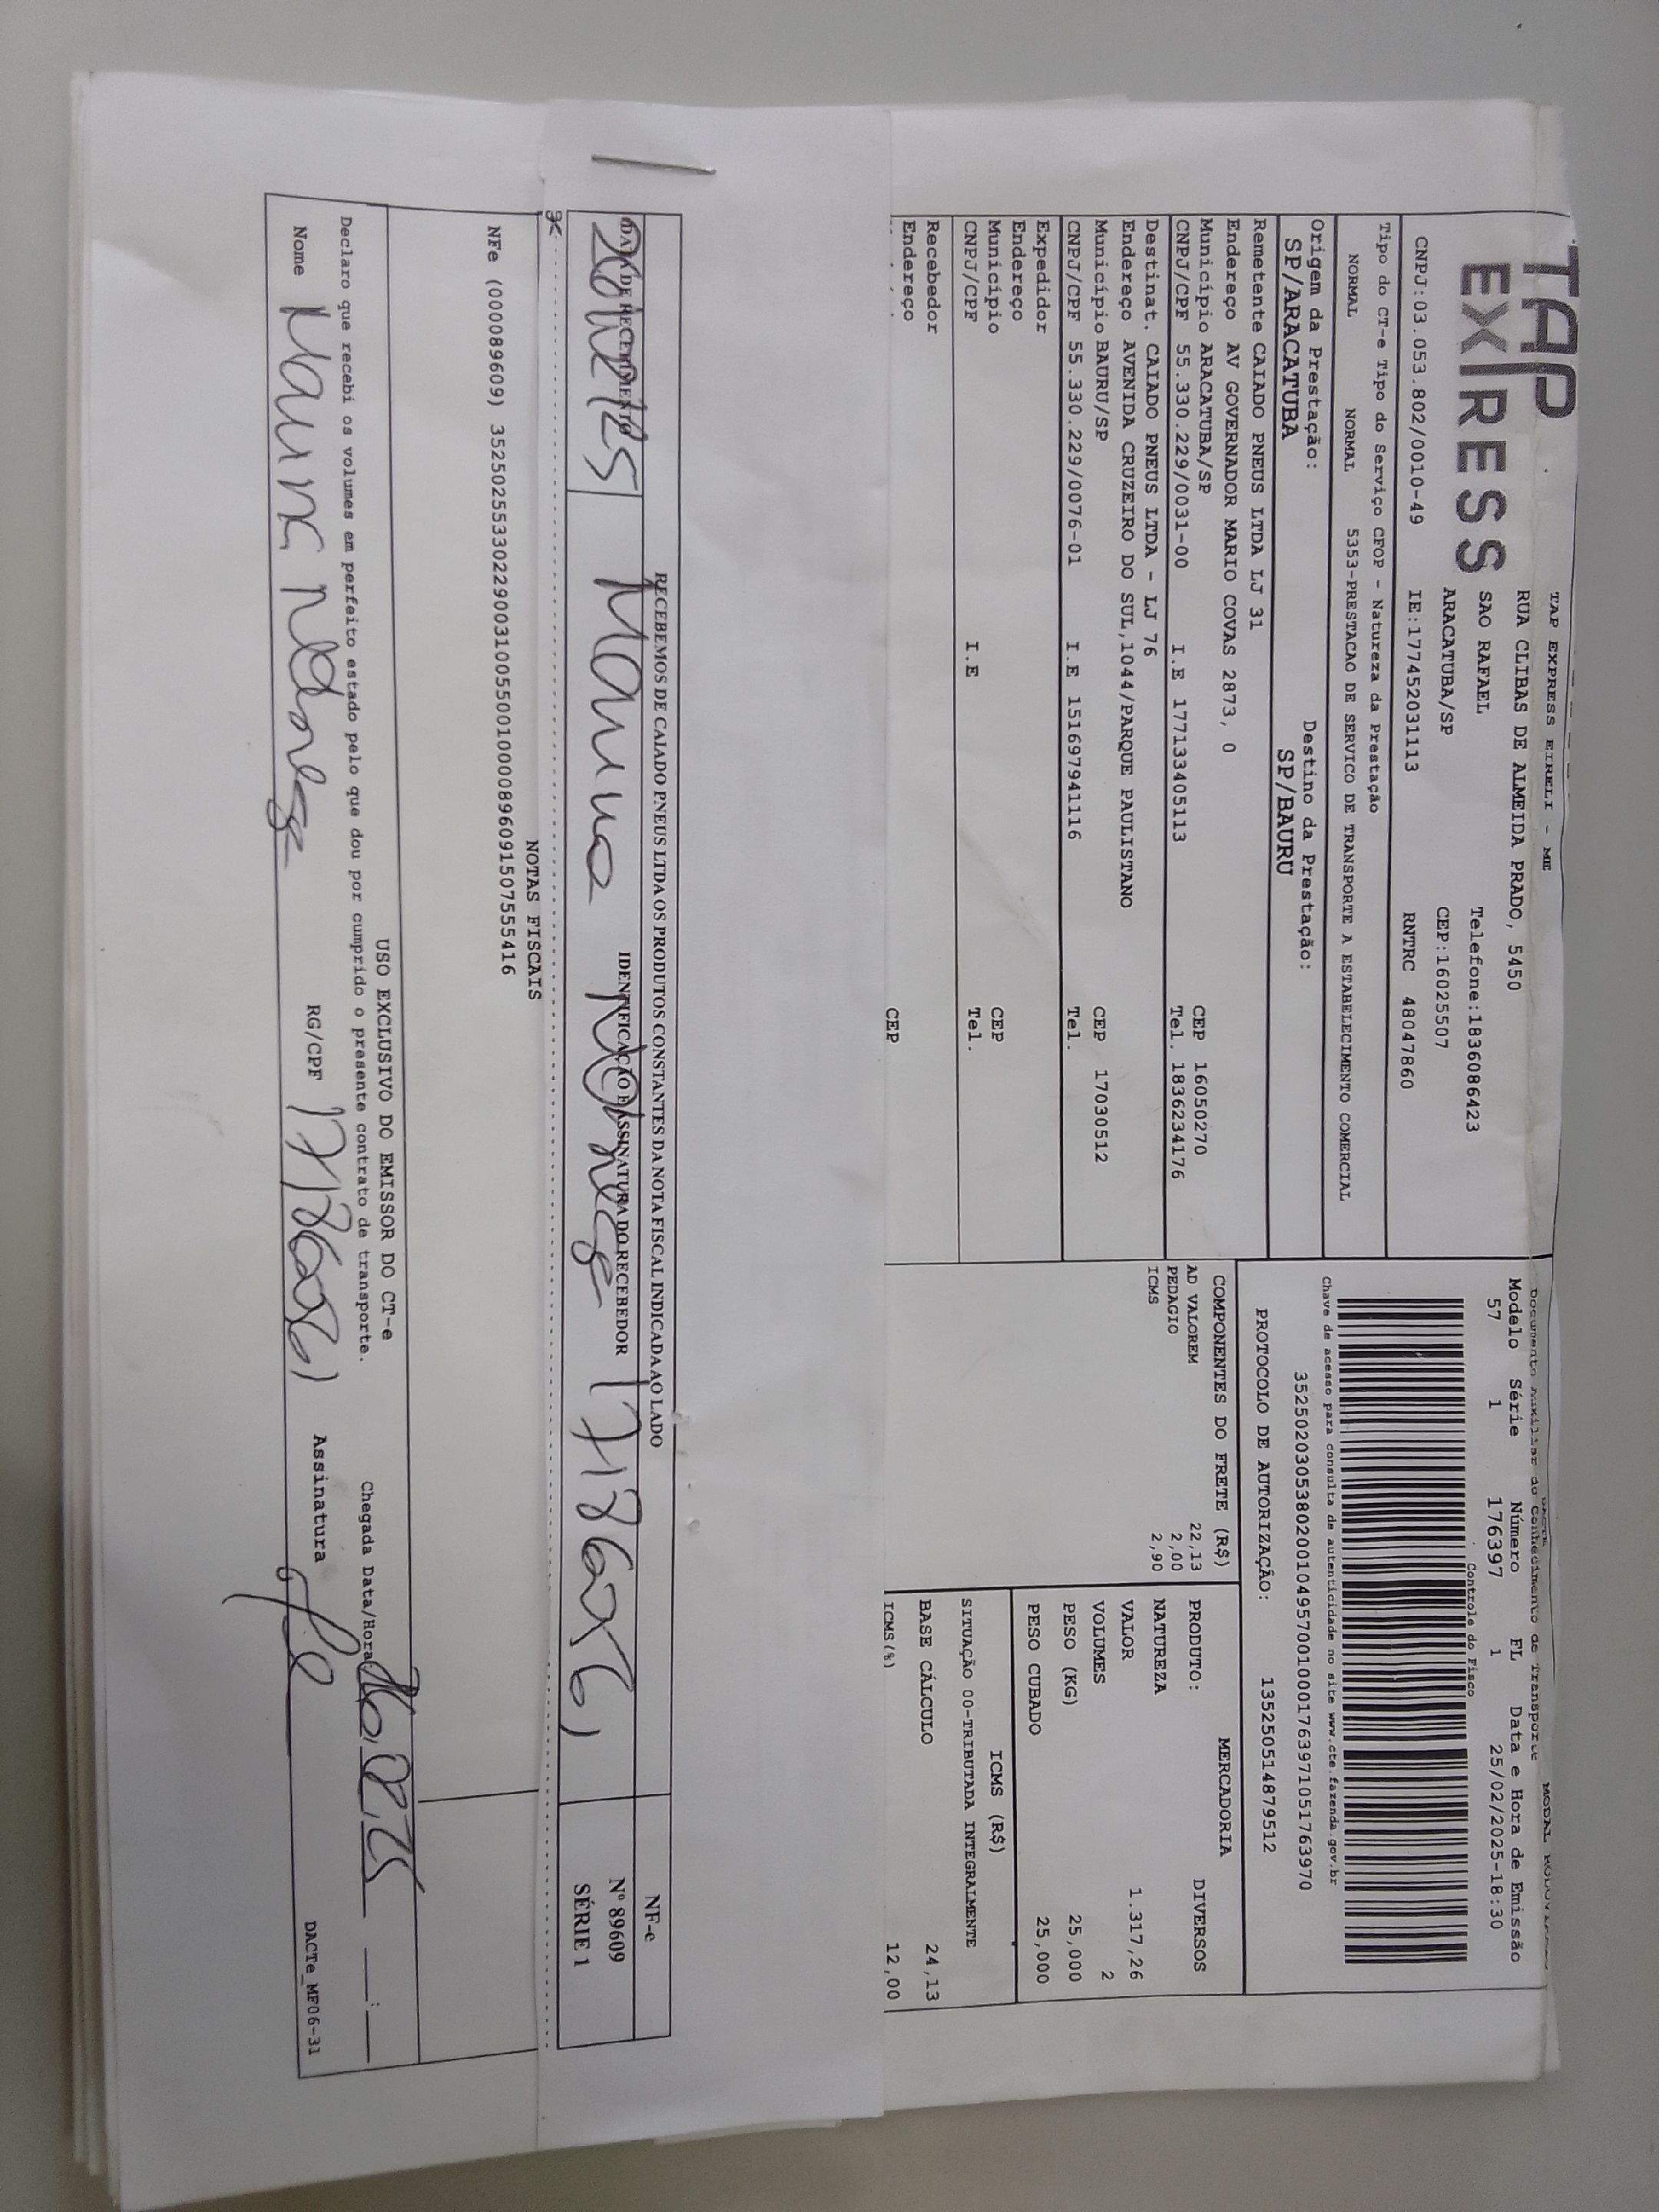 TAP
EXPRESS
TAP EXPRESS EIRELI - ME
RUA CLIBAS DE ALMEIDA PRADO, 5450
SAO RAFAEL Telefone:1836086423
ARACATUBA/SP CEP:16025507
CNPJ:03.053.802/0010-49 IE:177452031113 RNTRC 48047860
Tipo do CT-e Tipo do Serviço CFOP - Natureza da Prestação
NORMAL NORMAL 5353-PRESTACAO DE SERVICO DE TRANSPORTE A ESTABELECIMENTO COMERCIAL
Origem da Prestação: Destino da Prestação:
SP/ARACATUBA SP/BAURU
Remetente CAIADO PNEUS LTDA LJ 31
Endereço AV GOVERNADOR MARIO COVAS 2873, 0
Município ARACATUBA/SP CEP 16050270
CNPJ/CPF 55.330.229/0031-00 I.E 177133405113 Tel. 1836234176
Destinat. CAIADO PNEUS LTDA - LJ 76
Endereço AVENIDA CRUZEIRO DO SUL,1044/PARQUE PAULISTANO
Município BAURU/SP CEP 17030512
CNPJ/CPF 55.330.229/0076-01 I.E 151697941116 Tel.
Expedidor
Endereço
Município CEP
CNPJ/CPF I.E Tel.
Recebedor
Endereço
CEP
Documento Auxiliar do Conhecimento de Transporte
Modelo Série Número FL Data e Hora de Emissão
57 1 176397 1 25/02/2025-18:30
Controle do Fisco
Chave de acesso para consulta de autenticidade no site www.cte.fazenda.gov.br
35250203053802001049570010001763971051763970
PROTOCOLO DE AUTORIZAÇÃO: 135250514879512
COMPONENTES DO FRETE (R$)
AD VALOREM 22,13
PEDAGIO 2,00
ICMS 2,90
MERCADORIA
PRODUTO: DIVERSOS
NATUREZA
VALOR 1.317,26
VOLUMES 2
PESO (KG) 25,000
PESO CUBADO 25,000
ICMS (R$)
SITUAÇÃO 00-TRIBUTADA INTEGRALMENTE
BASE CÁLCULO 24,13
ICMS(%) 12,00
RECEBEMOS DE CAIADO PNEUS LTDA OS PRODUTOS CONSTANTES DA NOTA FISCAL INDICADA AO LADO
DATA DE RECEBIMENTO IDENTIFICAÇÃO E ASSINATURA DO RECEBEDOR
NF-e
Nº 89609
SÉRIE 1
NOTAS FISCAIS
NFe (000089609) 35250255330229003100550010000896091507555416
USO EXCLUSIVO DO EMISSOR DO CT-e
Declaro que recebi os volumes em perfeito estado pelo que dou por cumprido o presente contrato de transporte.
Chegada Data/Hora
Nome RG/CPF Assinatura
DACTe_MF06-31